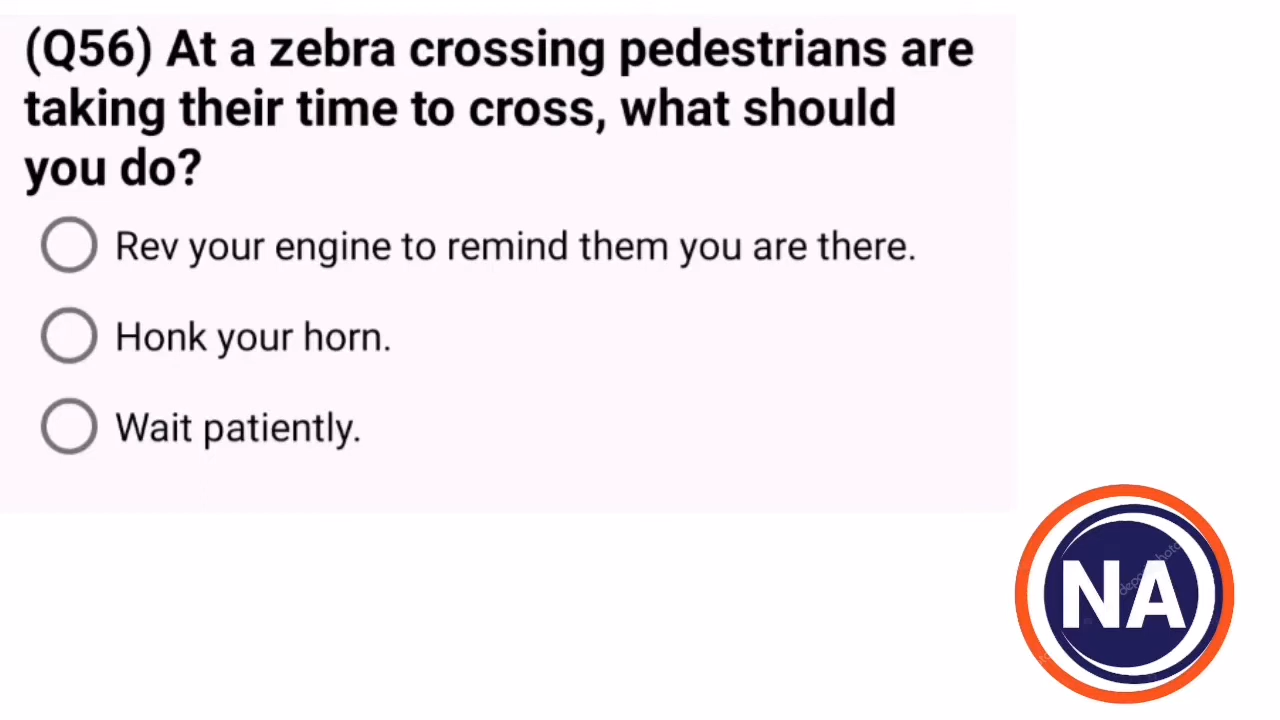 (Q56) At a zebra crossing pedestrians are
taking their time to cross, what should
you do?
Rev your engine to remind them you are there.
Honk your horn.
Wait patiently.
NA